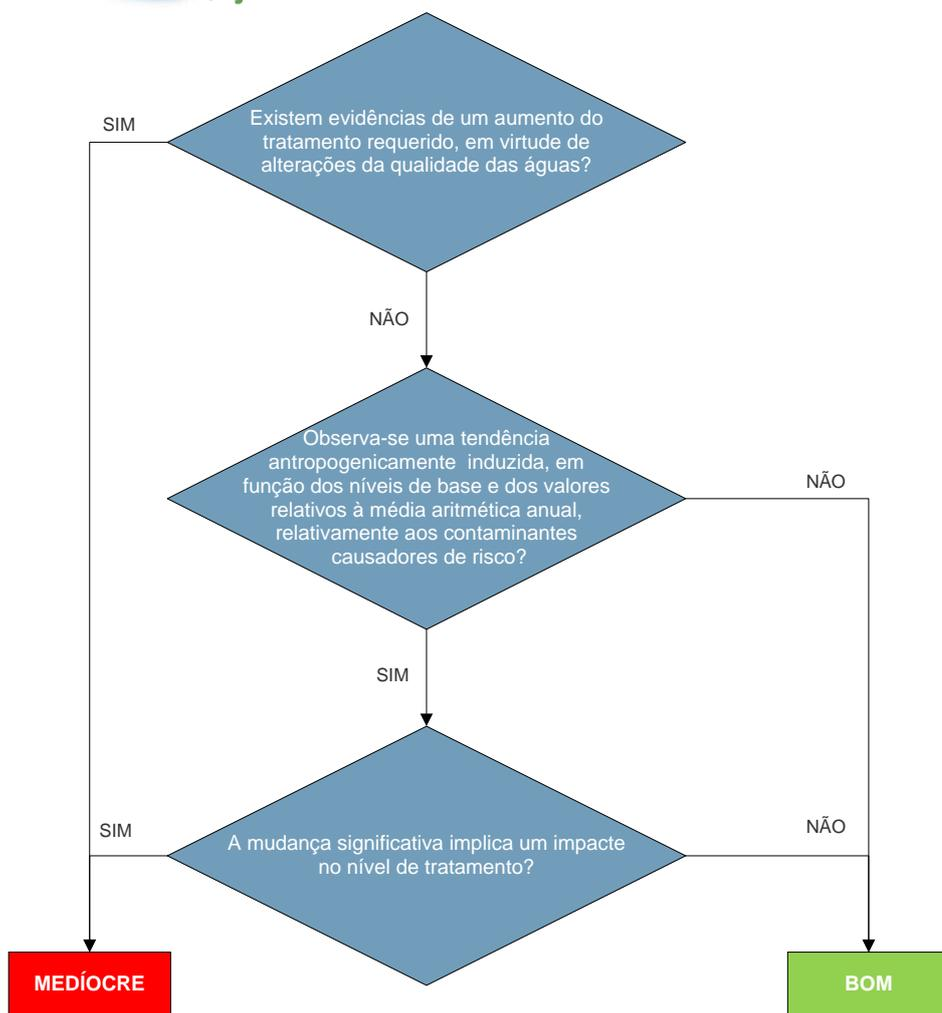 SIM
Existem evidências de um aumento do
tratamento requerido, em virtude de
alterações da qualidade das águas?
NÃO
Observa-se uma tendência
antropogenicamente induzida, em
função dos níveis de base e dos valores
relativos à média aritmética anual,
relativamente aos contaminantes
causadores de risco?
NÃO
SIM
SIM
A mudança significativa implica um impacte
no nível de tratamento?
NÃO
MEDÍOCRE
BOM